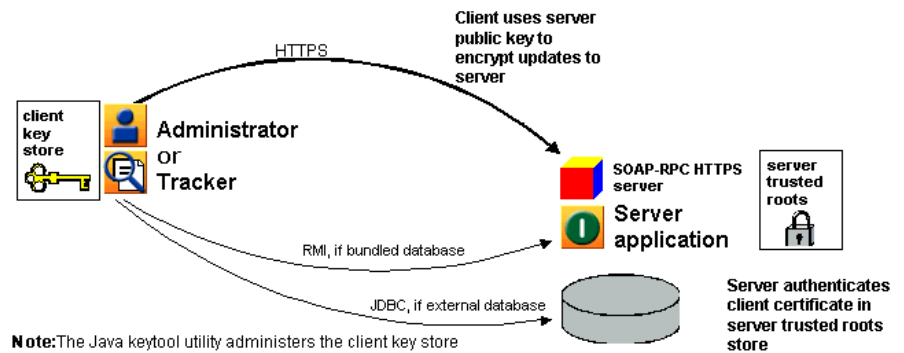 Client uses server
public key to
encrypt updates to
server
HTTPS
client
key
store
Administrator
or
Tracker
SOAP-RPC HTTPS
server
Server
application
server
trusted
roots
RMI, if bundled database
JDBC, if external database
Server authenticates
client certificate in
server trusted roots
store
Note:The Java keytool utility administers the client key store